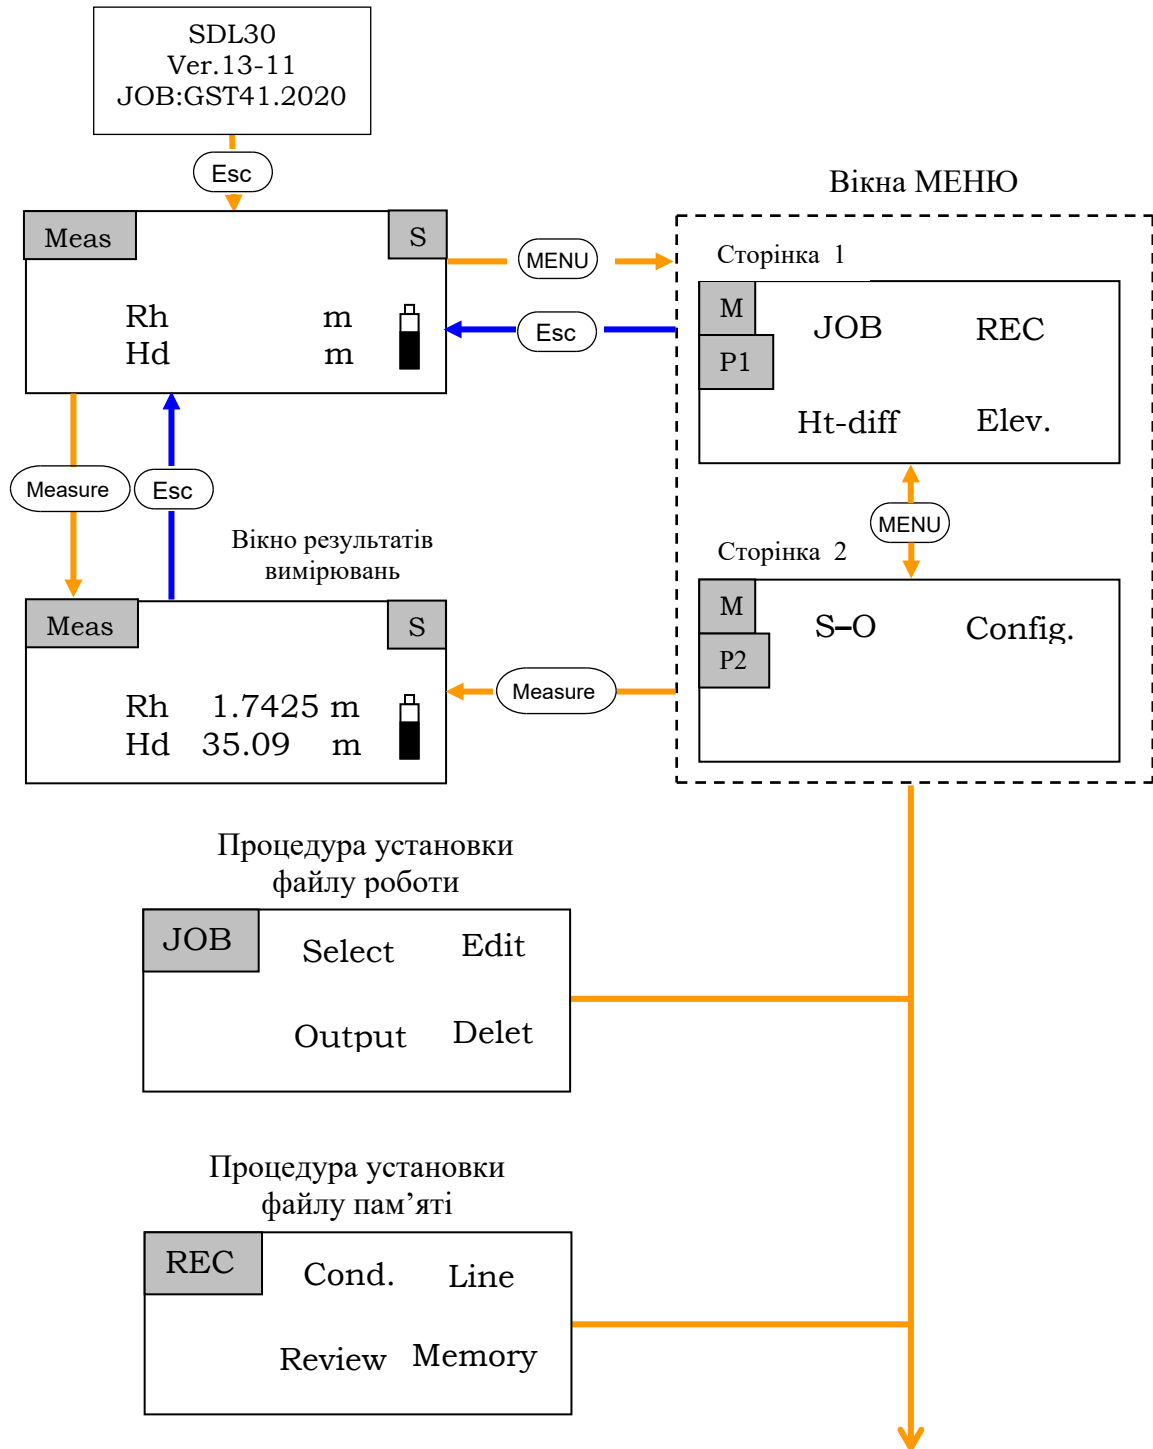 SDL30
Ver.13-11
JOB:GST41.2020
Esc
Meas
S
Rh m
Hd m
MENU
Esc
Вікна МЕНЮ
Сторінка 1
M
P1
JOB REC
Ht-diff Elev.
MENU
Сторінка 2
M
P2
S–O Config.
Measure
Esc
Вікно результатів
вимірювань
Meas
S
Rh 1.7425 m
Hd 35.09 m
Measure
Процедура установки
файлу роботи
JOB
Select Edit
Output Delet
Процедура установки
файлу пам’яті
REC
Cond. Line
Review Memory